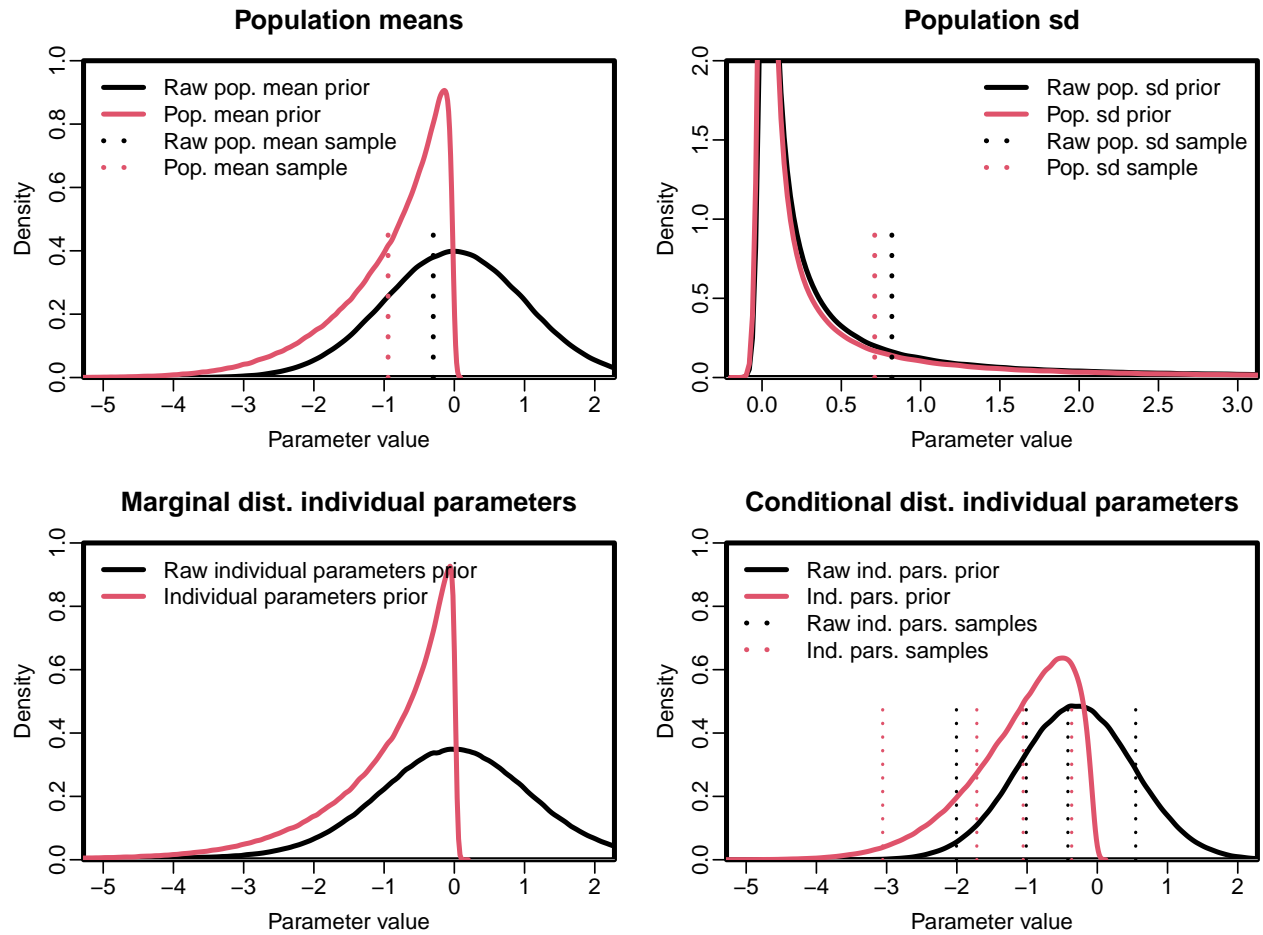 Population means
Density
0.0 0.2 0.4 0.6 0.8 1.0
Raw pop. mean prior
Pop. mean prior
Raw pop. mean sample
Pop. mean sample
−5 −4 −3 −2 −1 0 1 2
Parameter value
Population sd
Density
0.0 0.5 1.0 1.5 2.0
Raw pop. sd prior
Pop. sd prior
Raw pop. sd sample
Pop. sd sample
0.0 0.5 1.0 1.5 2.0 2.5 3.0
Parameter value
Marginal dist. individual parameters
Density
0.0 0.2 0.4 0.6 0.8 1.0
Raw individual parameters prior
Individual parameters prior
−5 −4 −3 −2 −1 0 1 2
Parameter value
Conditional dist. individual parameters
Density
0.0 0.2 0.4 0.6 0.8 1.0
Raw ind. pars. prior
Ind. pars. prior
Raw ind. pars. samples
Ind. pars. samples
−5 −4 −3 −2 −1 0 1 2
Parameter value